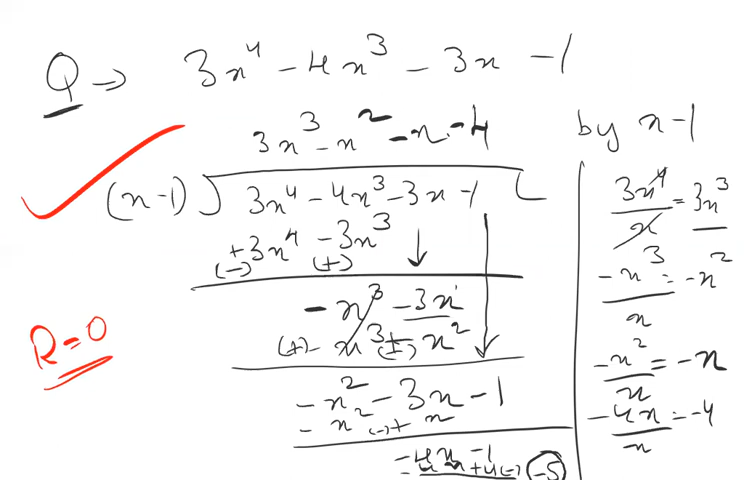 Q → 3x⁴ - 4x³ - 3x - 1
by x-1
3x³ - x² - x - 4
(x-1) ) 3x⁴ - 4x³ - 3x - 1
+3x⁴ - 3x³
(-) (+)
- x³ - 3x
(+)- x³ ± x²
- x² - 3x - 1
- x² (-)+ x
-4x - 1
-5
R=0
3x⁴/x = 3x³
-x³/x = -x²
-x²/x = -x
-4x/x = -4